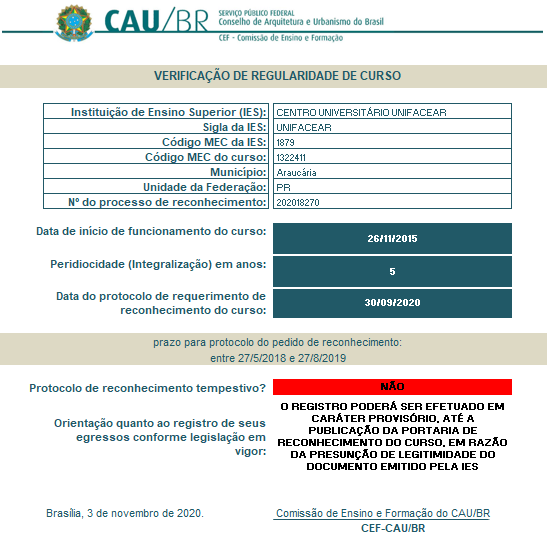 CAU/BR
SERVIÇO PÚBLICO FEDERAL
Conselho de Arquitetura e Urbanismo do Brasil
CEF - Comissão de Ensino e Formação
VERIFICAÇÃO DE REGULARIDADE DE CURSO
Instituição de Ensino Superior (IES): CENTRO UNIVERSITÁRIO UNIFACEAR
Sigla da IES: UNIFACEAR
Código MEC da IES: 1879
Código MEC do curso: 1322411
Município: Araucária
Unidade da Federação: PR
Nº do processo de reconhecimento: 202018270
Data de início de funcionamento do curso: 26/11/2015
Peridiocidade (Integralização) em anos: 5
Data do protocolo de requerimento de
reconhecimento do curso: 30/09/2020
prazo para protocolo do pedido de reconhecimento:
entre 27/5/2018 e 27/8/2019
Protocolo de reconhecimento tempestivo? NÃO
Orientação quanto ao registro de seus
egressos conforme legislação em
vigor:
O REGISTRO PODERÁ SER EFETUADO EM
CARÁTER PROVISÓRIO, ATÉ A
PUBLICAÇÃO DA PORTARIA DE
RECONHECIMENTO DO CURSO, EM RAZÃO
DA PRESUNÇÃO DE LEGITIMIDADE DO
DOCUMENTO EMITIDO PELA IES
Brasília, 3 de novembro de 2020.
Comissão de Ensino e Formação do CAU/BR
CEF-CAU/BR